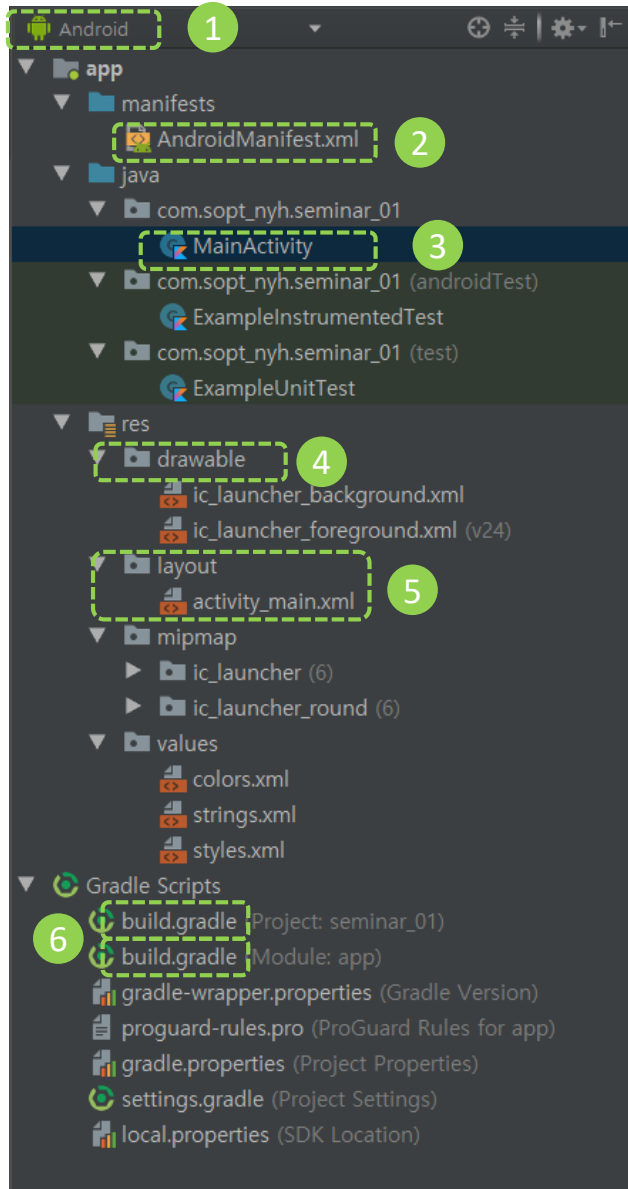 Android 1
app
manifests
AndroidManifest.xml 2
java
com.sopt_nyh.seminar_01
MainActivity 3
com.sopt_nyh.seminar_01 (androidTest)
ExampleInstrumentedTest
com.sopt_nyh.seminar_01 (test)
ExampleUnitTest
res
drawable 4
ic_launcher_background.xml
ic_launcher_foreground.xml (v24)
layout
activity_main.xml 5
mipmap
ic_launcher (6)
ic_launcher_round (6)
values
colors.xml
strings.xml
styles.xml
Gradle Scripts
build.gradle (Project: seminar_01)
6 build.gradle (Module: app)
gradle-wrapper.properties (Gradle Version)
proguard-rules.pro (ProGuard Rules for app)
gradle.properties (Project Properties)
settings.gradle (Project Settings)
local.properties (SDK Location)